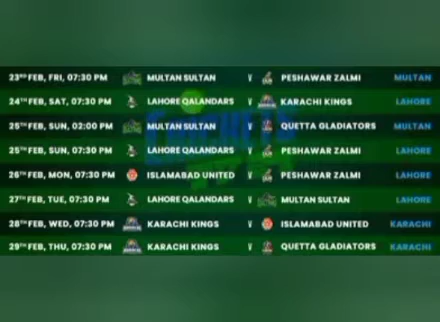 23RD FEB, FRI, 07:30 PM MULTAN SULTAN V PESHAWAR ZALMI MULTAN
24TH FEB, SAT, 07:30 PM LAHORE QALANDARS V KARACHI KINGS LAHORE
25TH FEB, SUN, 02:00 PM MULTAN SULTAN V QUETTA GLADIATORS MULTAN
25TH FEB, SUN, 07:30 PM LAHORE QALANDARS V PESHAWAR ZALMI LAHORE
26TH FEB, MON, 07:30 PM ISLAMABAD UNITED V PESHAWAR ZALMI LAHORE
27TH FEB, TUE, 07:30 PM LAHORE QALANDARS V MULTAN SULTAN LAHORE
28TH FEB, WED, 07:30 PM KARACHI KINGS V ISLAMABAD UNITED KARACHI
29TH FEB, THU, 07:30 PM KARACHI KINGS V QUETTA GLADIATORS KARACHI